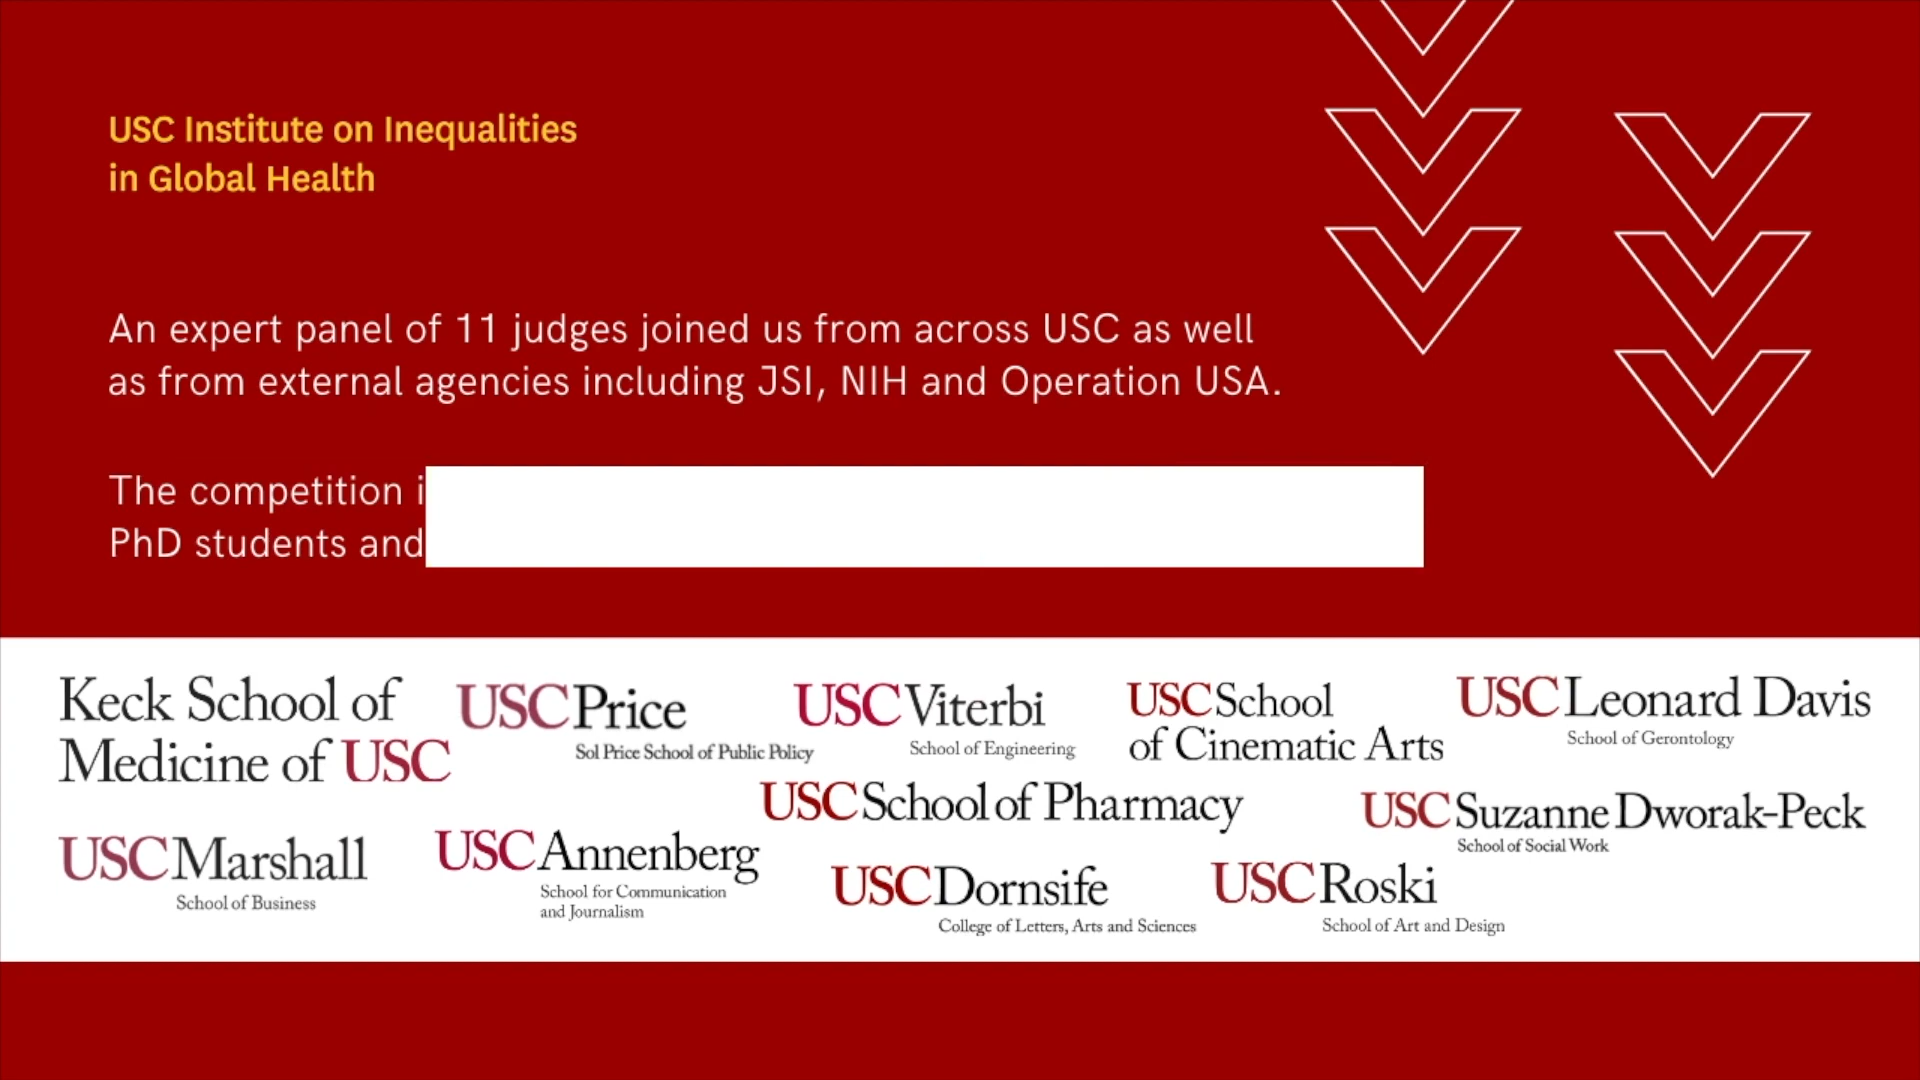 USC Institute on Inequalities
in Global Health
An expert panel of 11 judges joined us from across USC as well
as from external agencies including JSI, NIH and Operation USA.
The competition
PhD students and
Keck School of
Medicine of USC
USC Price
Sol Price School of Public Policy
USC Viterbi
School of Engineering
USC School
of Cinematic Arts
USC Leonard Davis
School of Gerontology
USC School of Pharmacy
USC Suzanne Dworak-Peck
School of Social Work
USC Marshall
School of Business
USC Annenberg
School for Communication
and Journalism
USC Dornsife
College of Letters, Arts and Sciences
USC Roski
School of Art and Design